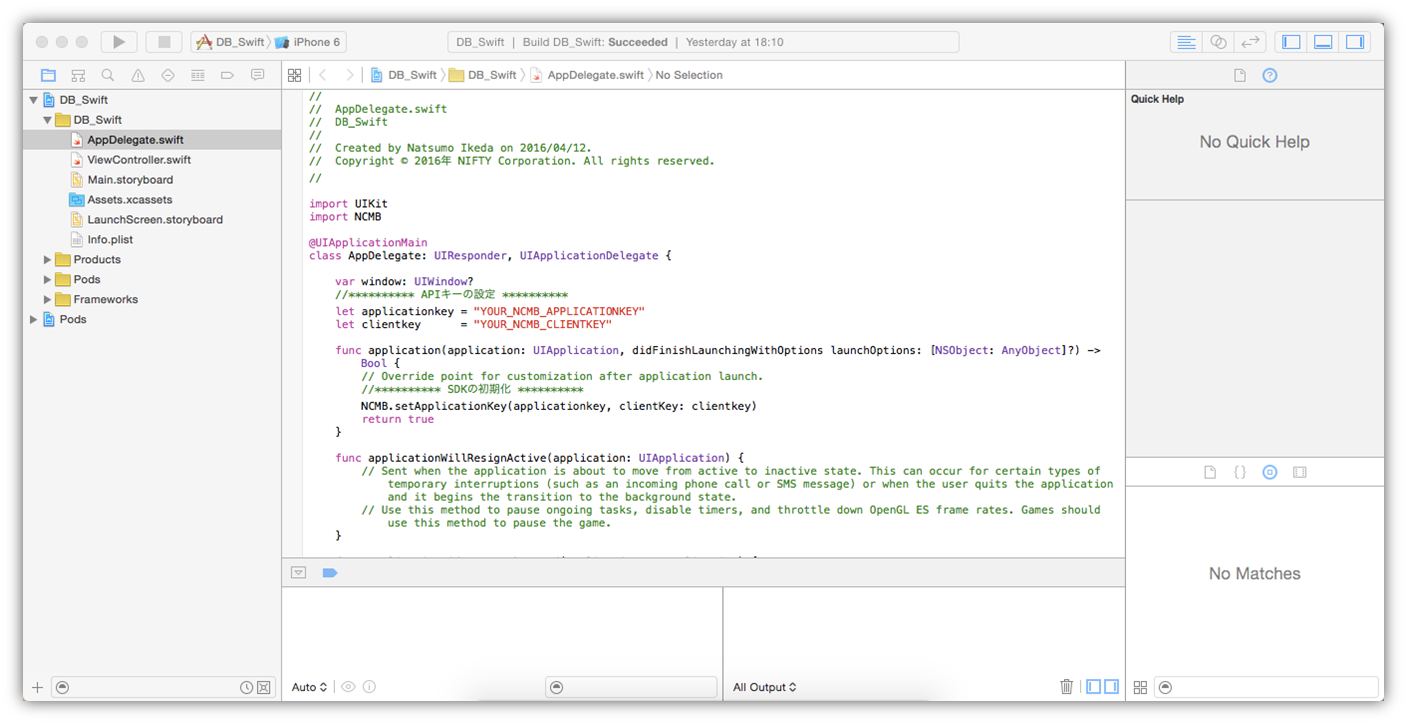 DB_Swift
iPhone 6
DB_Swift | Build DB_Swift: Succeeded | Yesterday at 18:10
DB_Swift
DB_Swift
AppDelegate.swift
No Selection
DB_Swift
DB_Swift
AppDelegate.swift
ViewController.swift
Main.storyboard
Assets.xcassets
LaunchScreen.storyboard
Info.plist
Products
Pods
Frameworks
Pods
//
//  AppDelegate.swift
//  DB_Swift
//
//  Created by Natsumo Ikeda on 2016/04/12.
//  Copyright © 2016年 NIFTY Corporation. All rights reserved.
//
import UIKit
import NCMB
@UIApplicationMain
class AppDelegate: UIResponder, UIApplicationDelegate {
var window: UIWindow?
//********** APIキーの設定 **********
let applicationkey = "YOUR_NCMB_APPLICATIONKEY"
let clientkey      = "YOUR_NCMB_CLIENTKEY"
func application(application: UIApplication, didFinishLaunchingWithOptions launchOptions: [NSObject: AnyObject]?) ->
Bool {
// Override point for customization after application launch.
//********** SDKの初期化 **********
NCMB.setApplicationKey(applicationkey, clientKey: clientkey)
return true
}
func applicationWillResignActive(application: UIApplication) {
// Sent when the application is about to move from active to inactive state. This can occur for certain types of
temporary interruptions (such as an incoming phone call or SMS message) or when the user quits the application
and it begins the transition to the background state.
// Use this method to pause ongoing tasks, disable timers, and throttle down OpenGL ES frame rates. Games should
use this method to pause the game.
}
Auto
All Output
Quick Help
No Quick Help
No Matches